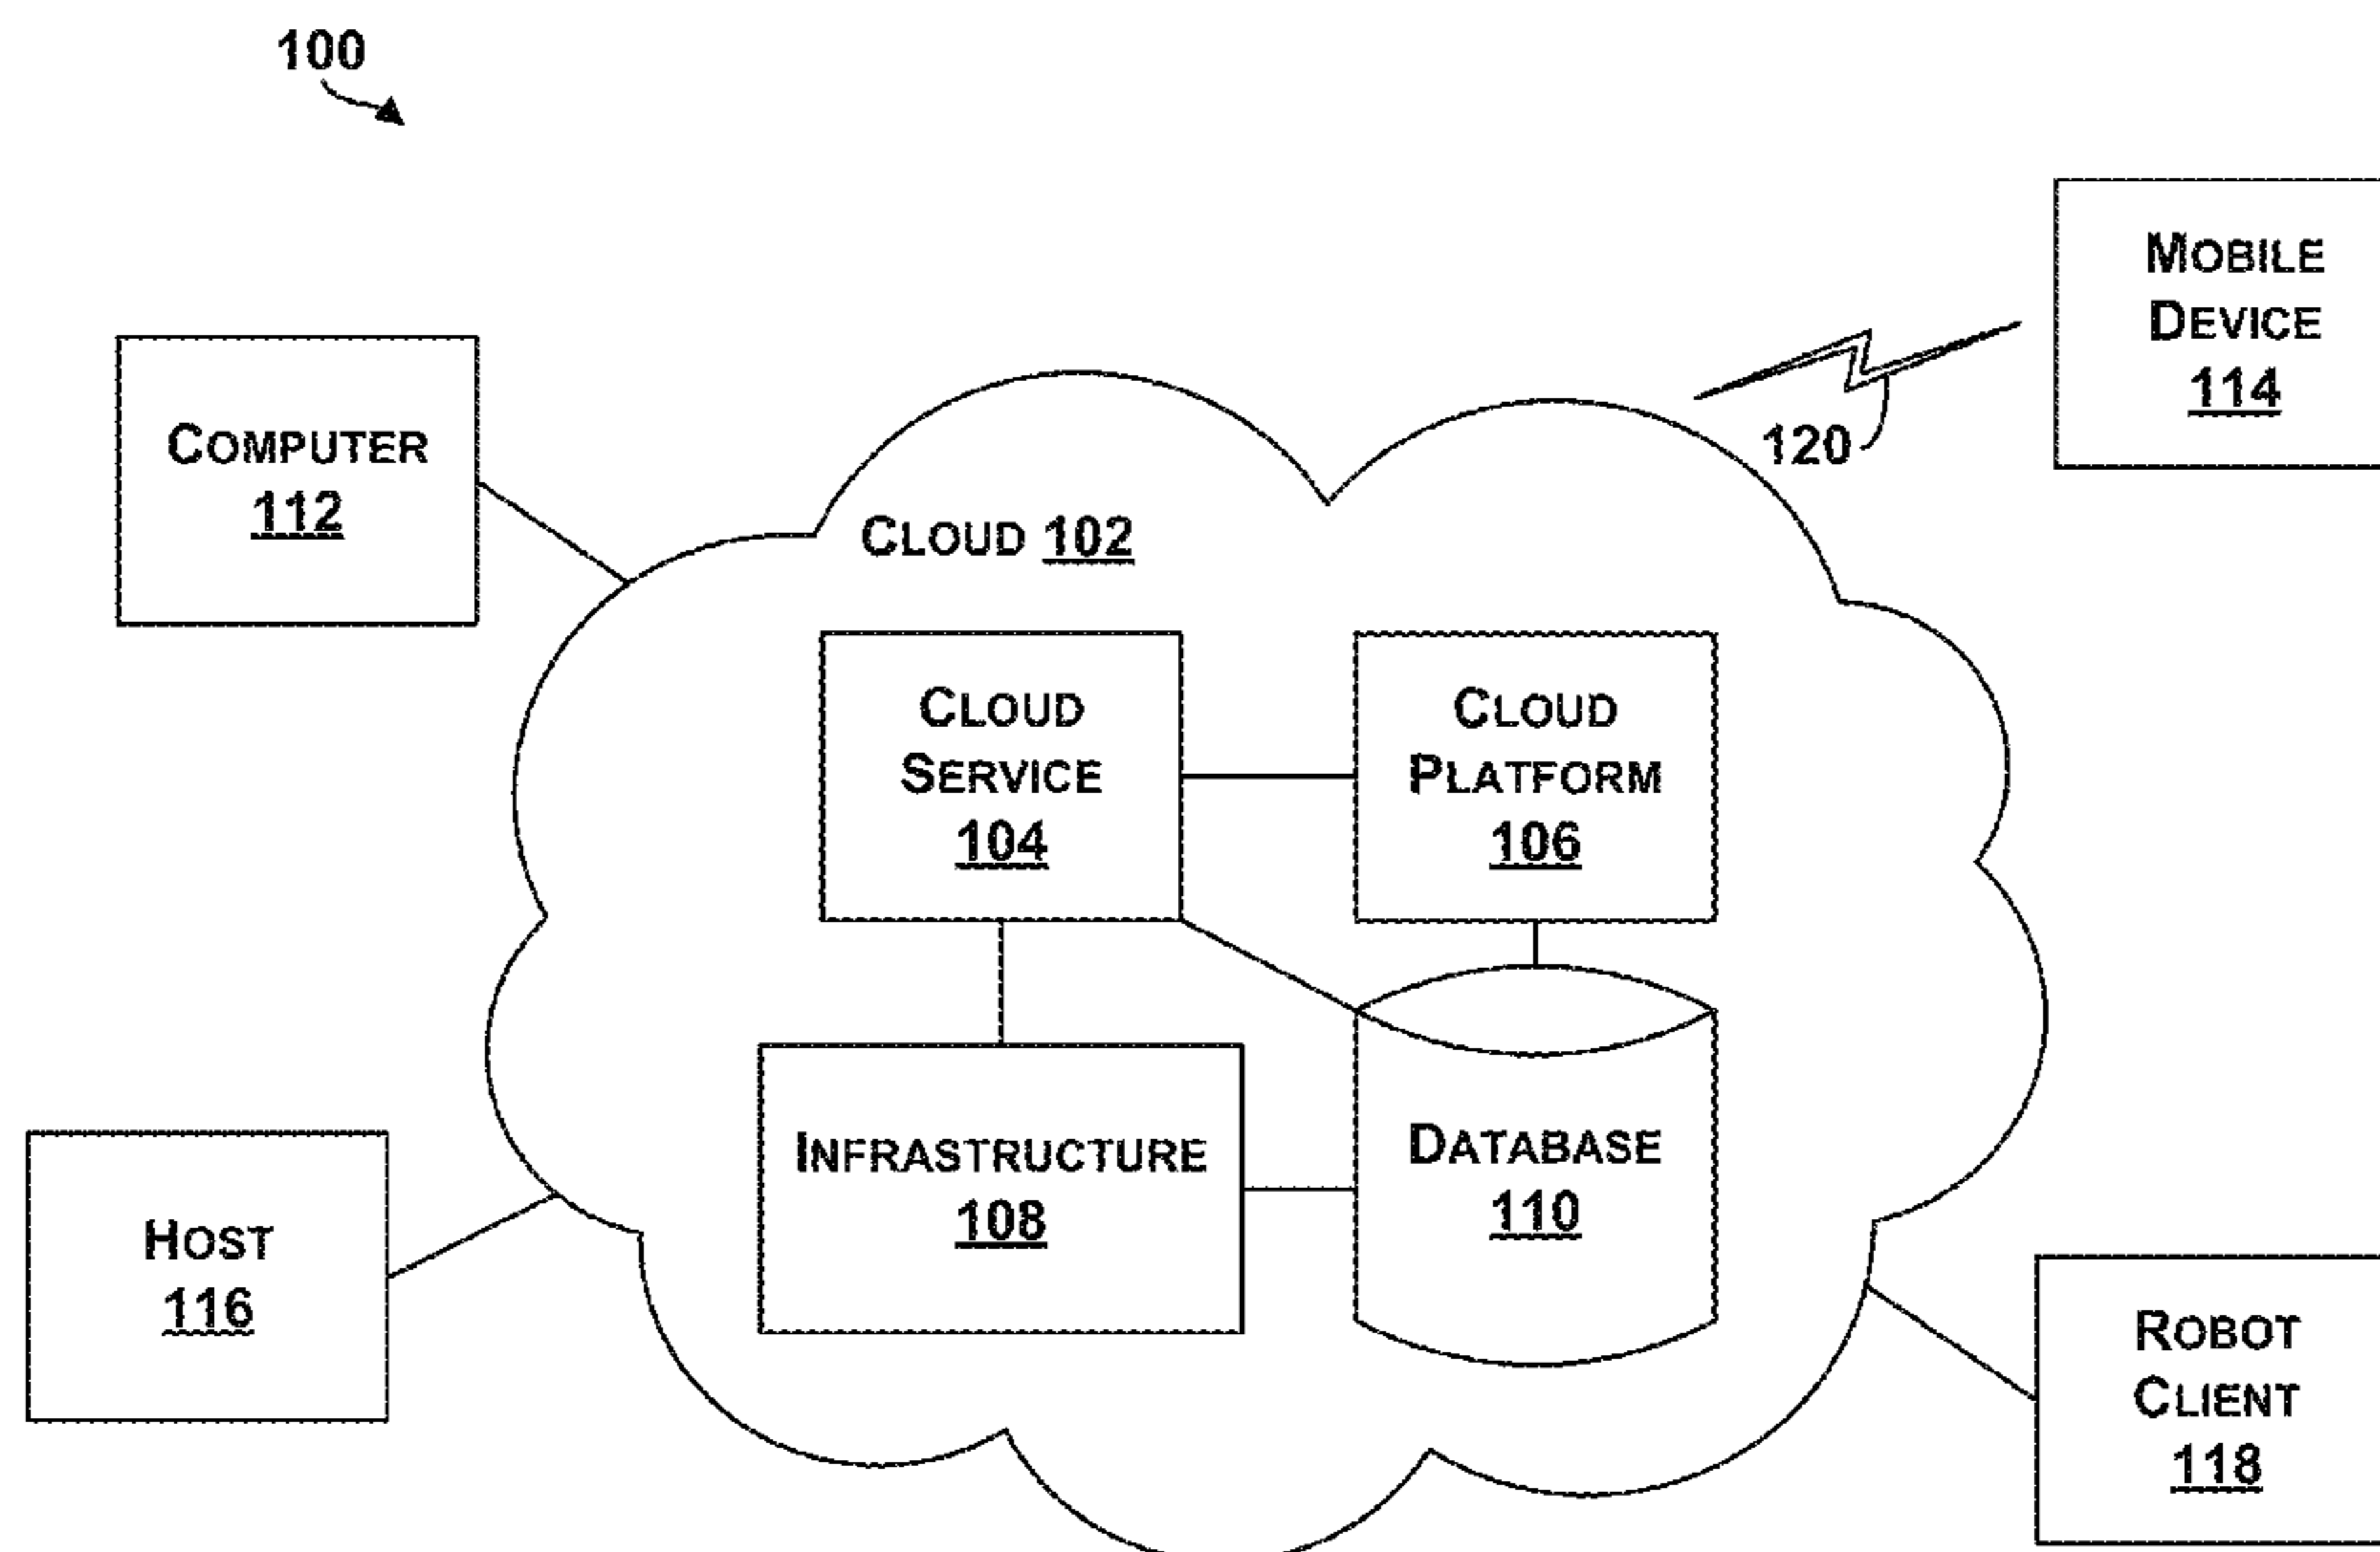 100
MOBILE
DEVICE
114
COMPUTER
112
120
CLOUD 102
CLOUD
SERVICE
104
CLOUD
PLATFORM
106
INFRASTRUCTURE
108
DATABASE
110
HOST
116
ROBOT
CLIENT
118